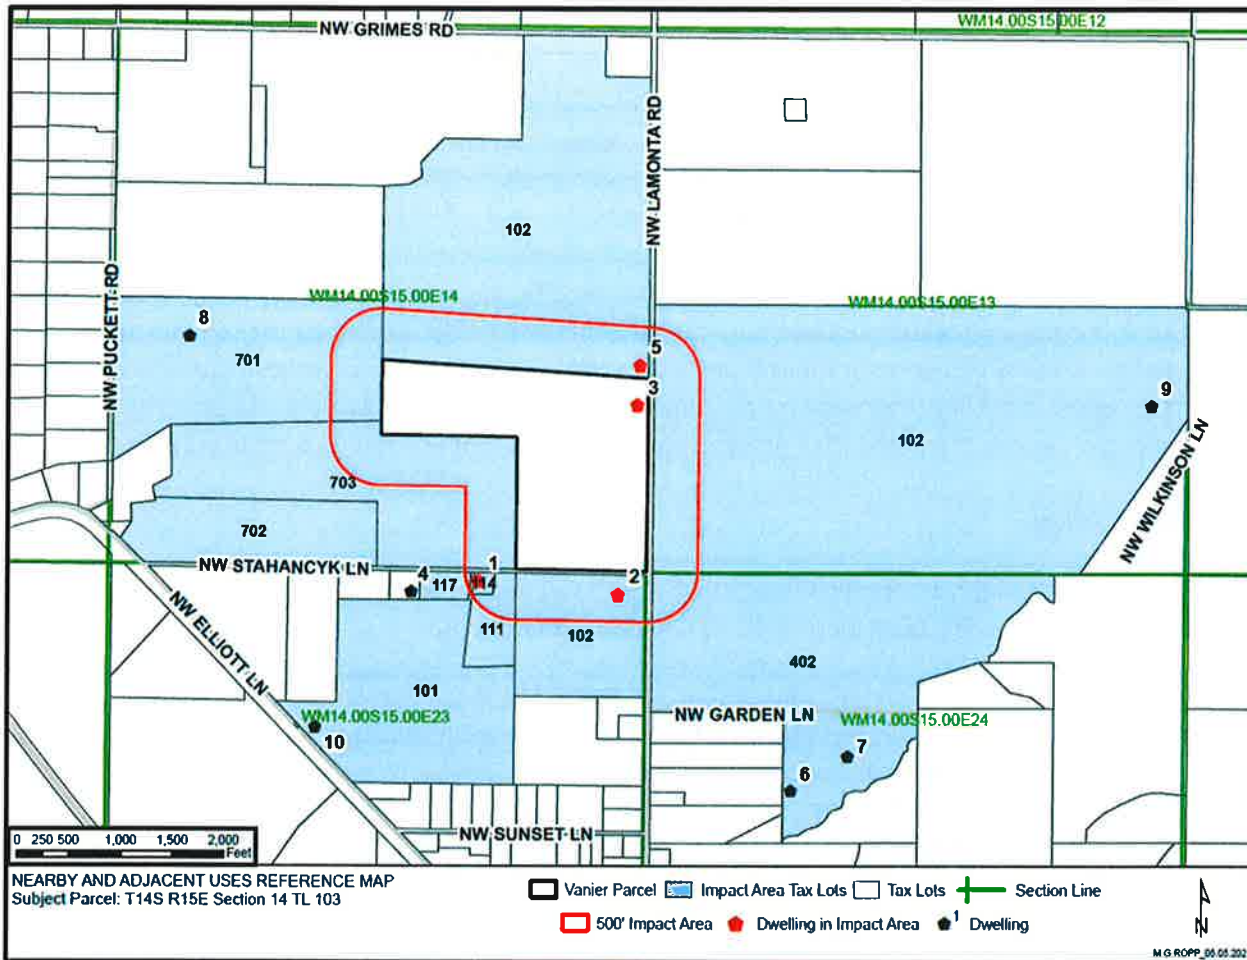 WM14.00S15.00E12
NW GRIMES RD
NW LAMONTA RD
102
NW PUCKETT RD
WM14.00S15.00E14
WM14.00S15.00E13
8
701
5
3
9
102
703
NW WILKINSON LN
702
NW STAHANCYK LN
4
117
1
114
2
111
102
402
NW ELLIOTT LN
101
WM14.00S15.00E23
NW GARDEN LN
WM14.00S15.00E24
10
7
6
NW SUNSET LN
0 250 500 1,000 1,500 2,000
Feet
NEARBY AND ADJACENT USES REFERENCE MAP
Subject Parcel: T14S R15E Section 14 TL 103
Vanier Parcel Impact Area Tax Lots Tax Lots Section Line
500' Impact Area Dwelling in Impact Area 1 Dwelling
N
M G ROPP